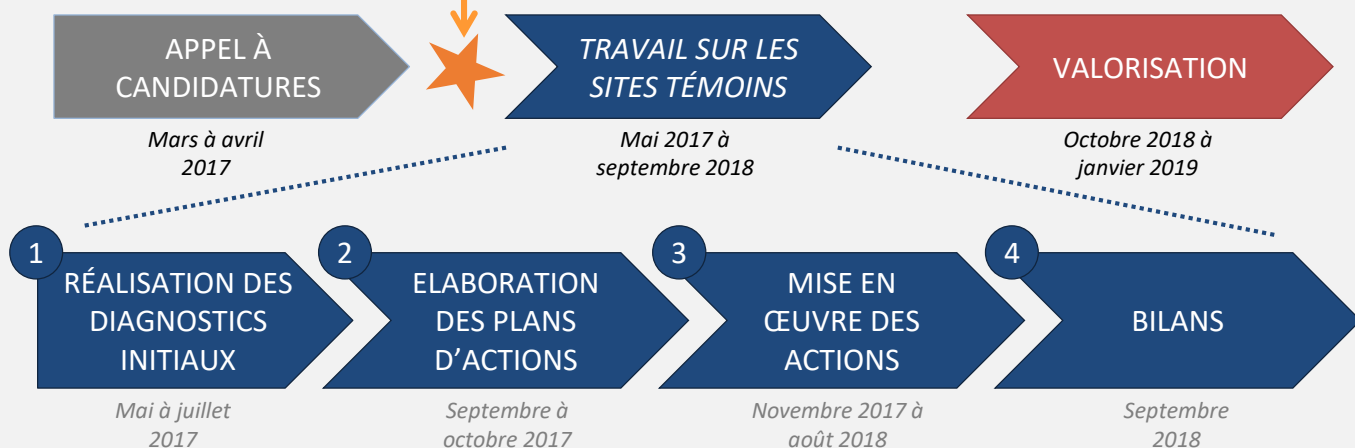 APPEL À
CANDIDATURES
TRAVAIL SUR LES
SITES TÉMOINS
VALORISATION
Mars à avril
2017
Mai 2017 à
septembre 2018
Octobre 2018 à
janvier 2019
1
RÉALISATION DES
DIAGNOSTICS
INITIAUX
2
ELABORATION
DES PLANS
D’ACTIONS
3
MISE EN
ŒUVRE DES
ACTIONS
4
BILANS
Mai à juillet
2017
Septembre à
octobre 2017
Novembre 2017 à
août 2018
Septembre
2018